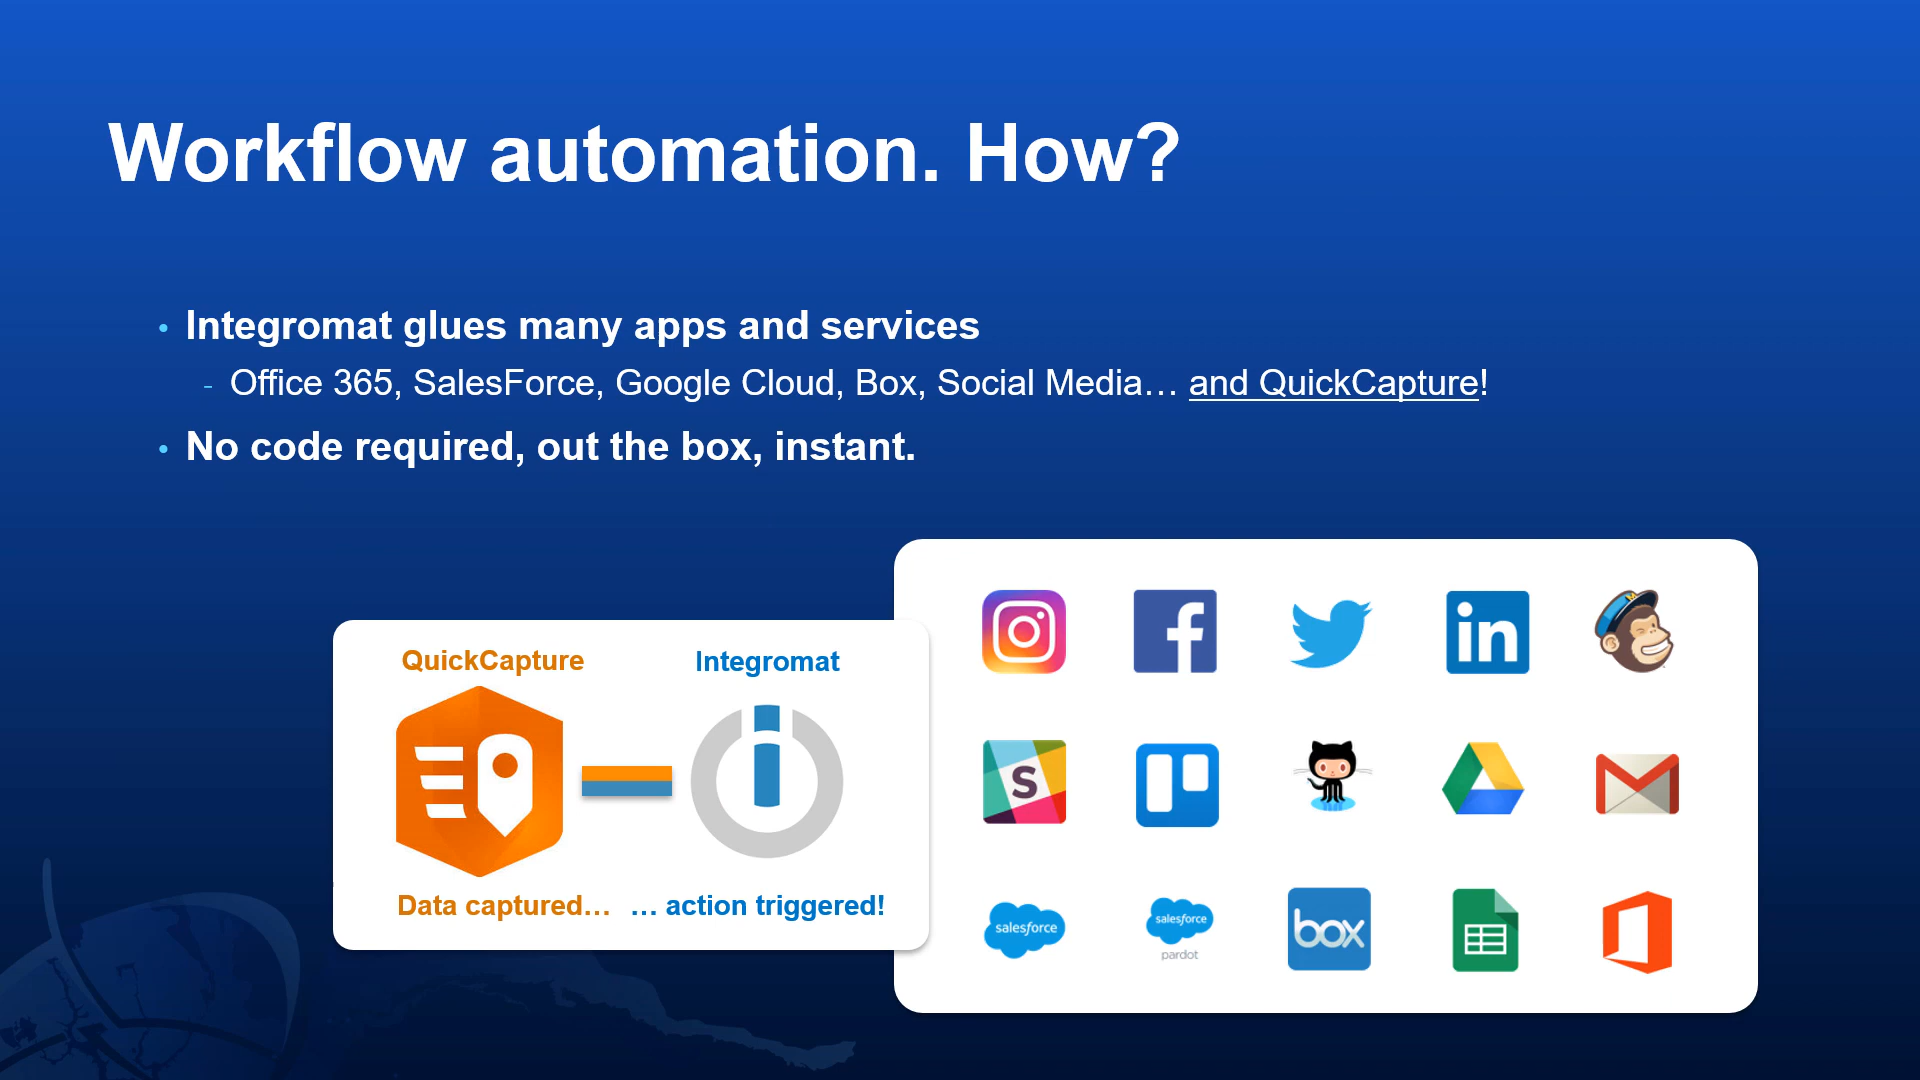 Workflow automation. How?
• Integromat glues many apps and services
- Office 365, SalesForce, Google Cloud, Box, Social Media… and QuickCapture!
• No code required, out the box, instant.
QuickCapture
Integromat
Data captured…
… action triggered!
in
S
salesforce
salesforce
pardot
box